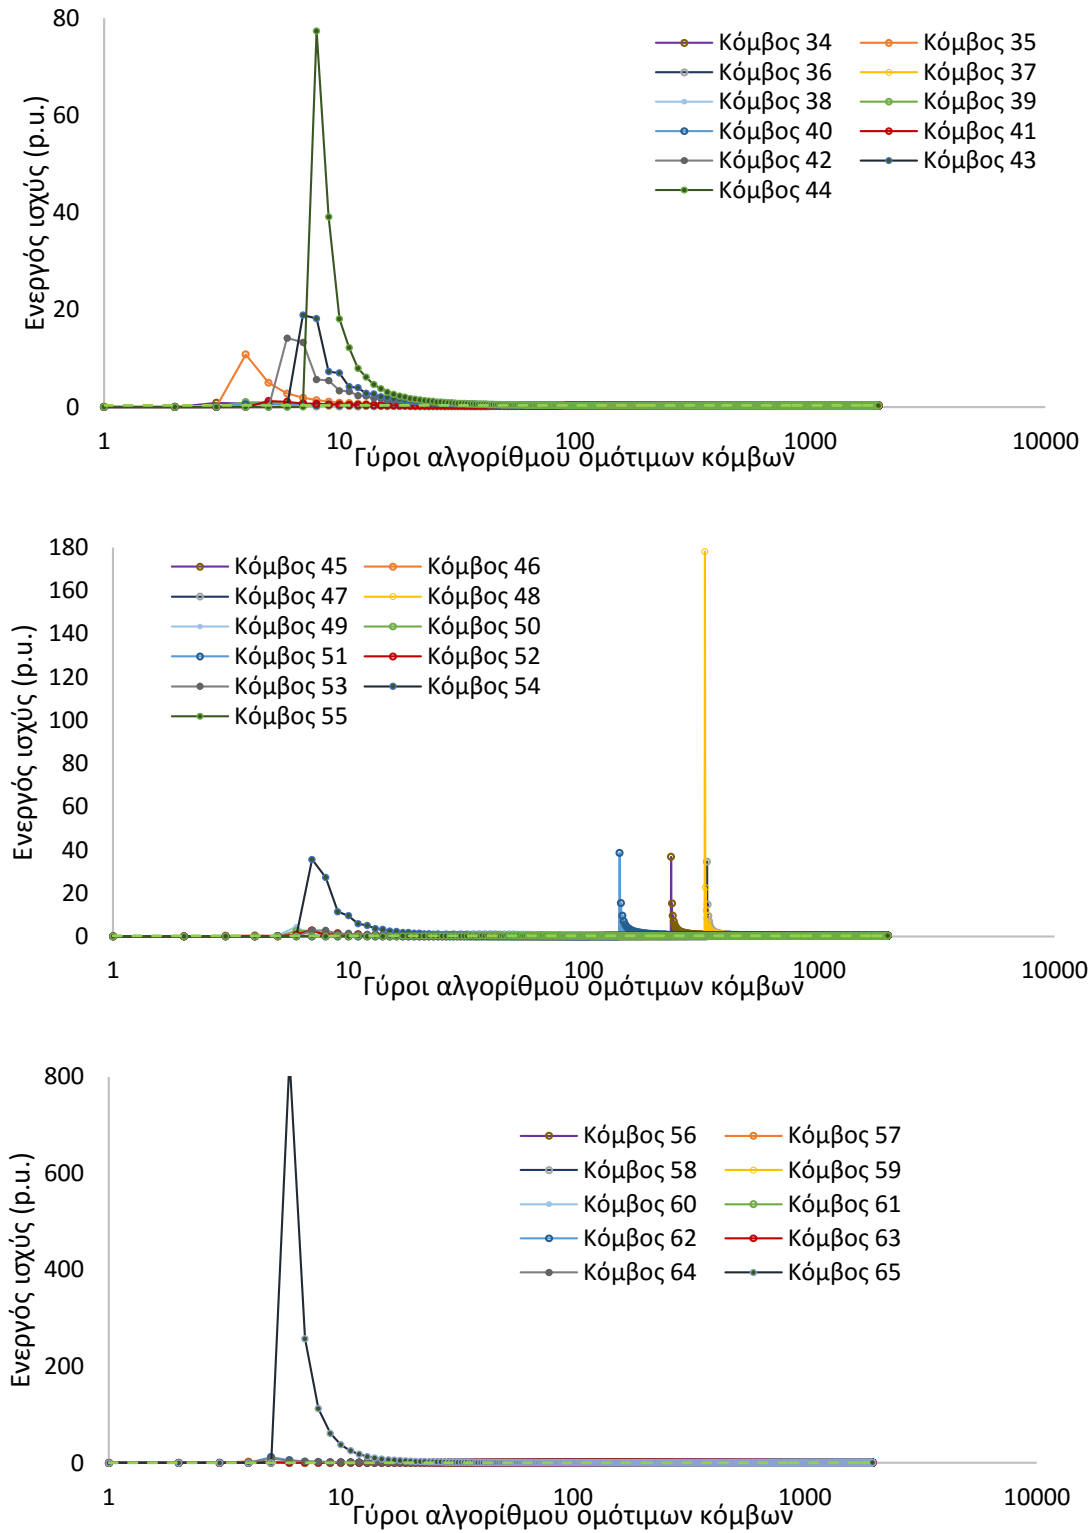 80
60
40
20
0
Ενεργός ισχύς (p.u.)
Κόμβος 34 Κόμβος 35
Κόμβος 36 Κόμβος 37
Κόμβος 38 Κόμβος 39
Κόμβος 40 Κόμβος 41
Κόμβος 42 Κόμβος 43
Κόμβος 44
1 10 100 1000 10000
Γύροι αλγορίθμου ομότιμων κόμβων
180
160
140
120
100
80
60
40
20
0
Ενεργός ισχύς (p.u.)
Κόμβος 45 Κόμβος 46
Κόμβος 47 Κόμβος 48
Κόμβος 49 Κόμβος 50
Κόμβος 51 Κόμβος 52
Κόμβος 53 Κόμβος 54
Κόμβος 55
1 10 100 1000 10000
Γύροι αλγορίθμου ομότιμων κόμβων
800
600
400
200
0
Ενεργός ισχύς (p.u.)
Κόμβος 56 Κόμβος 57
Κόμβος 58 Κόμβος 59
Κόμβος 60 Κόμβος 61
Κόμβος 62 Κόμβος 63
Κόμβος 64 Κόμβος 65
1 10 100 1000 10000
Γύροι αλγορίθμου ομότιμων κόμβων